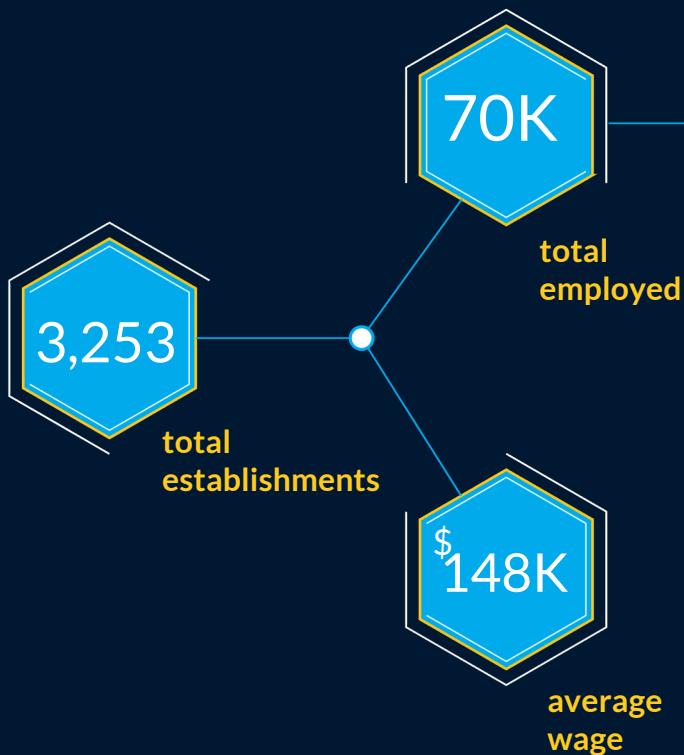 70K
total
employed
3,253
total
establishments
$148K
average
wage